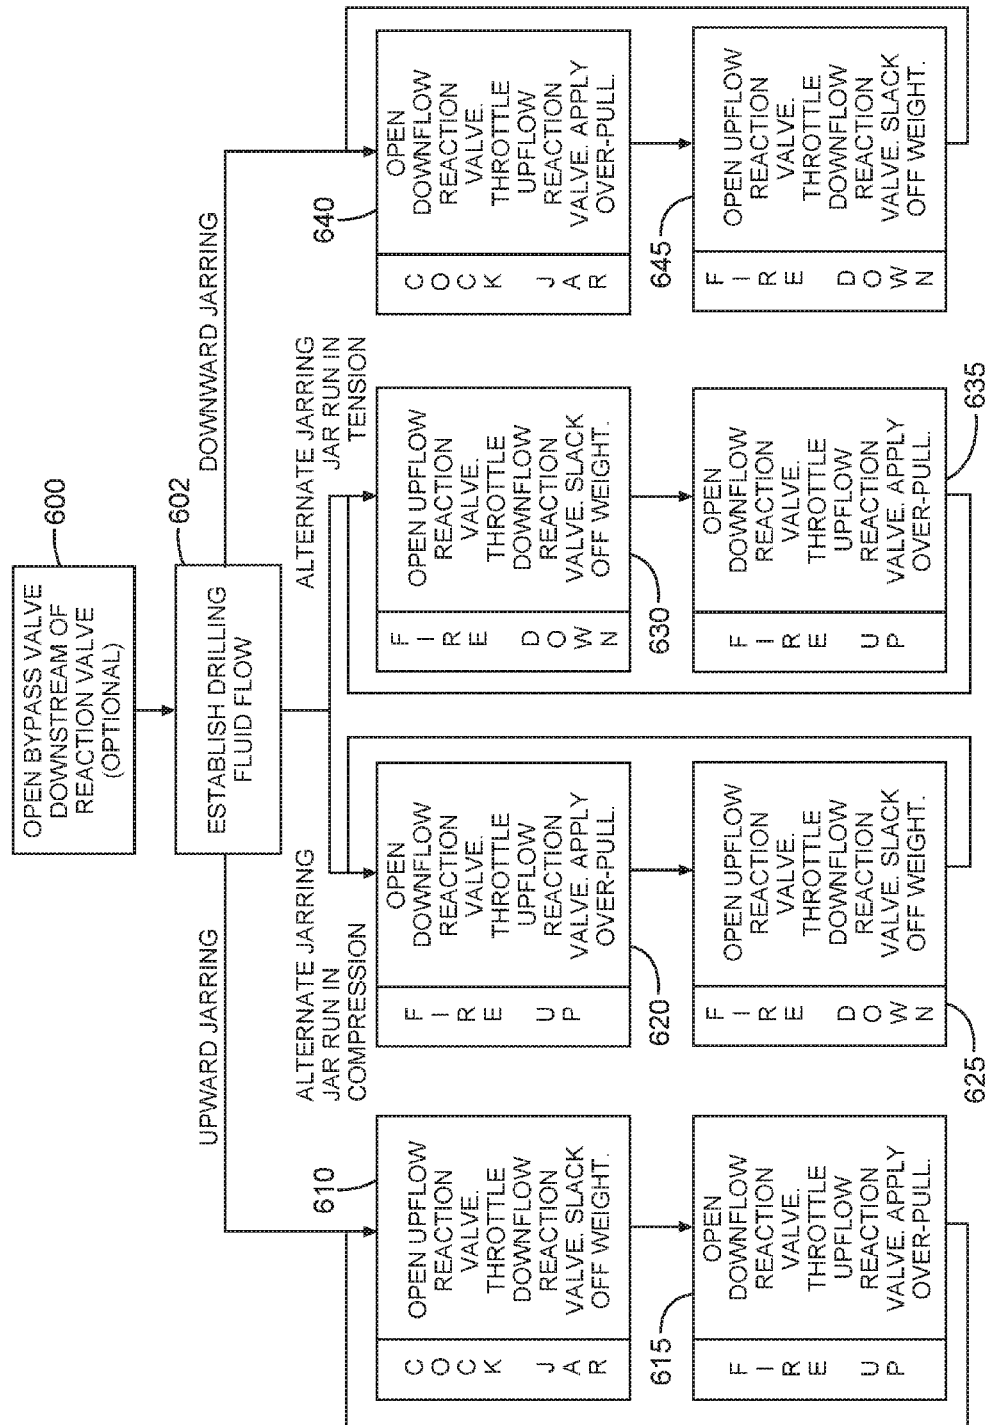 600
OPEN BYPASS VALVE
DOWNSTREAM OF
REACTION VALVE
(OPTIONAL)
602
ESTABLISH DRILLING
FLUID FLOW
UPWARD JARRING
610
COCK JAR
OPEN UPFLOW
REACTION
VALVE.
THROTTLE
DOWNFLOW
REACTION
VALVE. SLACK
OFF WEIGHT.
615
FIRE UP
OPEN
DOWNFLOW
REACTION
VALVE.
THROTTLE
UPFLOW
REACTION
VALVE. APPLY
OVER-PULL.
ALTERNATE JARRING
JAR RUN IN
COMPRESSION
FIRE UP
OPEN
DOWNFLOW
REACTION
VALVE.
THROTTLE
UPFLOW
REACTION
VALVE. APPLY
OVER-PULL.
620
FIRE DOWN
OPEN UPFLOW
REACTION
VALVE.
THROTTLE
DOWNFLOW
REACTION
VALVE. SLACK
OFF WEIGHT.
625
ALTERNATE JARRING
JAR RUN IN
TENSION
FIRE DOWN
OPEN UPFLOW
REACTION
VALVE.
THROTTLE
DOWNFLOW
REACTION
VALVE. SLACK
OFF WEIGHT.
630
FIRE UP
OPEN
DOWNFLOW
REACTION
VALVE.
THROTTLE
UPFLOW
REACTION
VALVE. APPLY
OVER-PULL.
635
DOWNWARD JARRING
640
COCK JAR
OPEN
DOWNFLOW
REACTION
VALVE.
THROTTLE
UPFLOW
REACTION
VALVE. APPLY
OVER-PULL.
645
FIRE DOWN
OPEN UPFLOW
REACTION
VALVE.
THROTTLE
DOWNFLOW
REACTION
VALVE. SLACK
OFF WEIGHT.